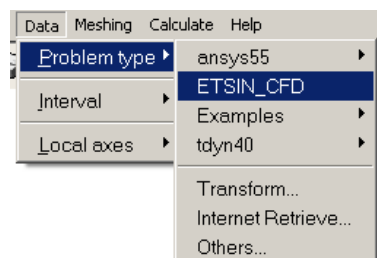 Data Meshing Calculate Help
Problem type
Interval
Local axes
ansys55
ETSIN_CFD
Examples
tdyn40
Transform...
Internet Retrieve...
Others...